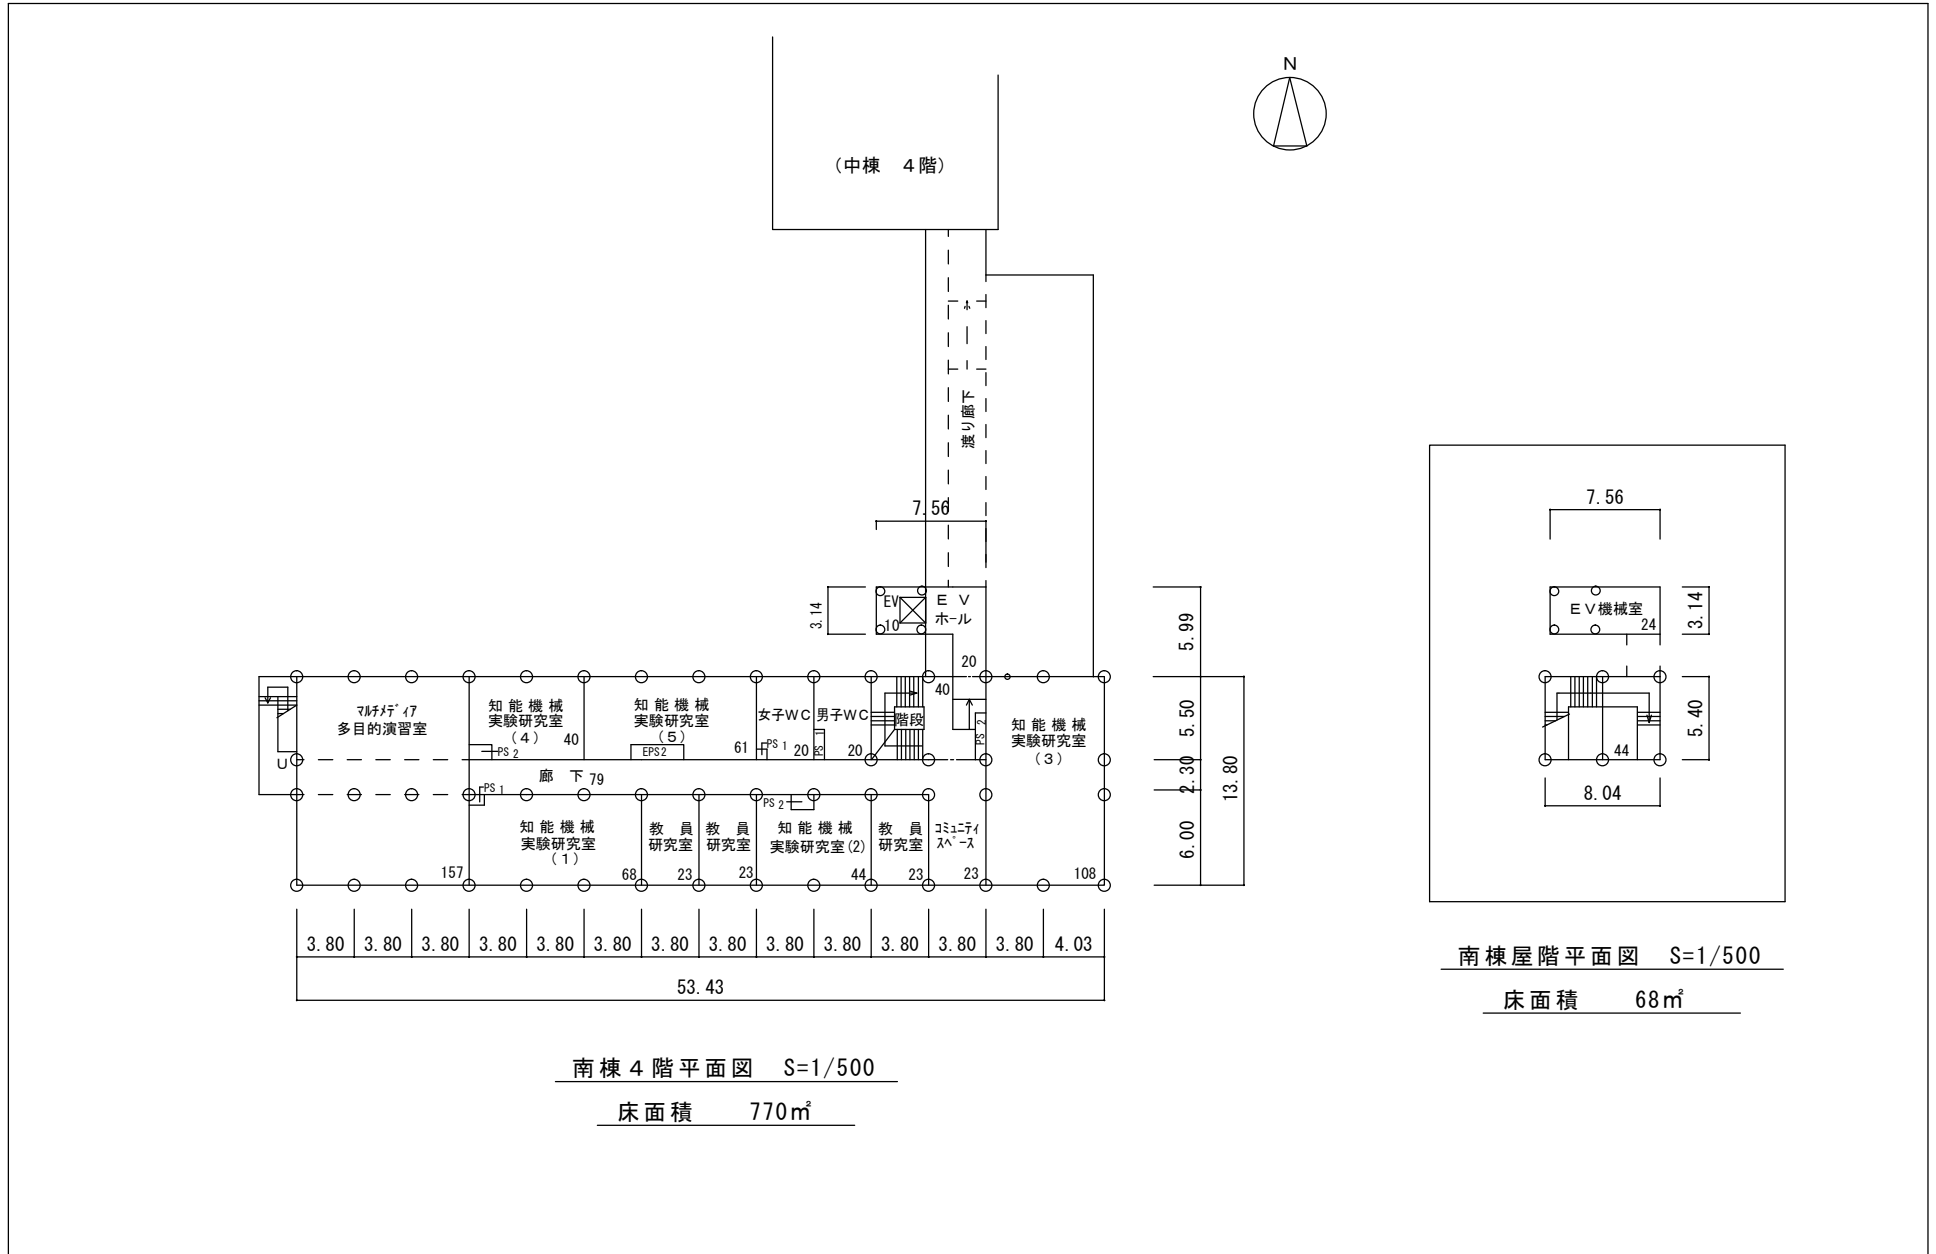 N
(中棟　4階)
渡り廊下
7.56
3.14
EV
10
EV
ホール
20
5.99
マルチメディア
多目的演習室
157
知能機械
実験研究室
(4)
40
PS 2
知能機械
実験研究室
(5)
61
EPS2
女子WC
20
PS 1
男子WC
20
PS 1
階段
40
PS 2
知能機械
実験研究室
(3)
108
U
廊下 79
PS 1
知能機械
実験研究室
(1)
68
教員
研究室
23
教員
研究室
23
PS 2
知能機械
実験研究室(2)
44
教員
研究室
23
コミュニティ
スペース
23
5.50
2.30
6.00
13.80
3.80 3.80 3.80 3.80 3.80 3.80 3.80 3.80 3.80 3.80 3.80 3.80 3.80 4.03
53.43
南棟4階平面図　S=1/500
床面積　770㎡
7.56
EV機械室
24
3.14
44
5.40
8.04
南棟屋階平面図　S=1/500
床面積　68㎡